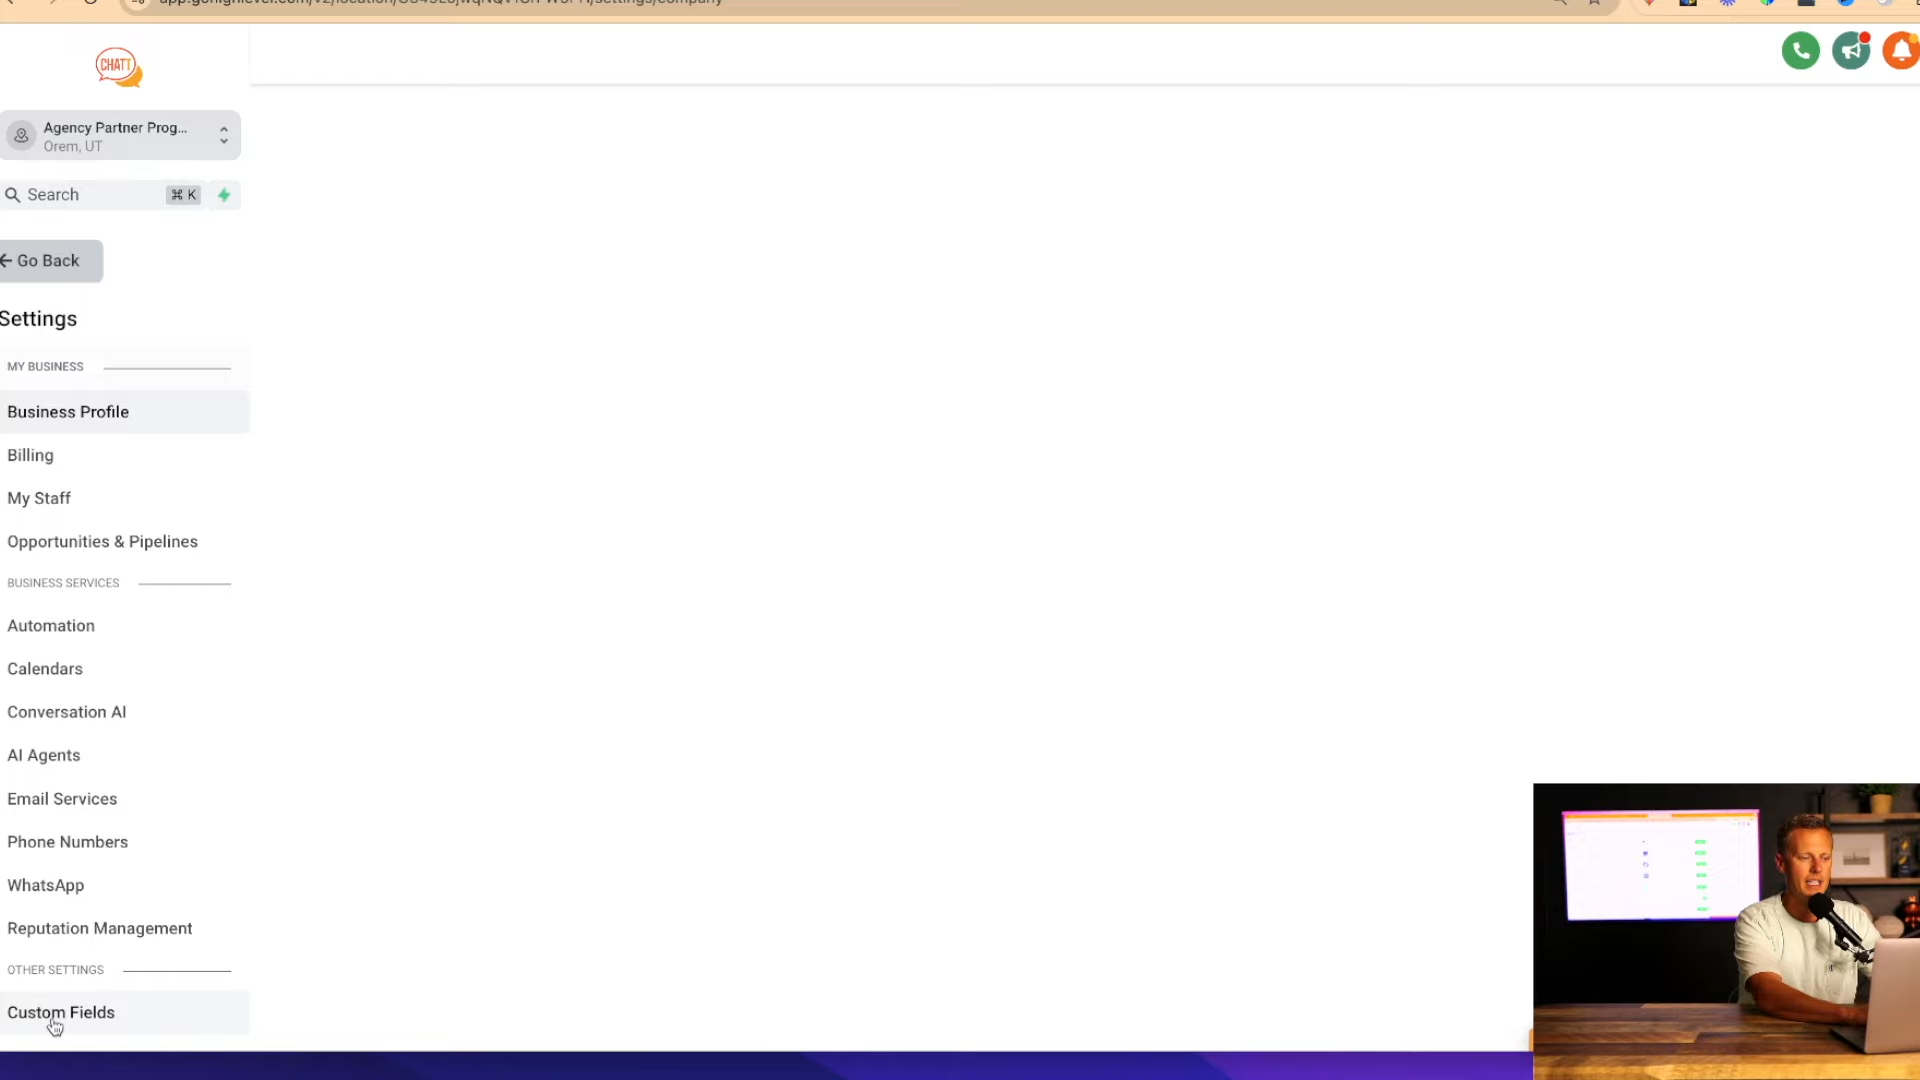 CHATT
Agency Partner Prog...
Orem, UT
Search
⌘ K
Go Back
Settings
MY BUSINESS
Business Profile
Billing
My Staff
Opportunities & Pipelines
BUSINESS SERVICES
Automation
Calendars
Conversation AI
AI Agents
Email Services
Phone Numbers
WhatsApp
Reputation Management
OTHER SETTINGS
Custom Fields